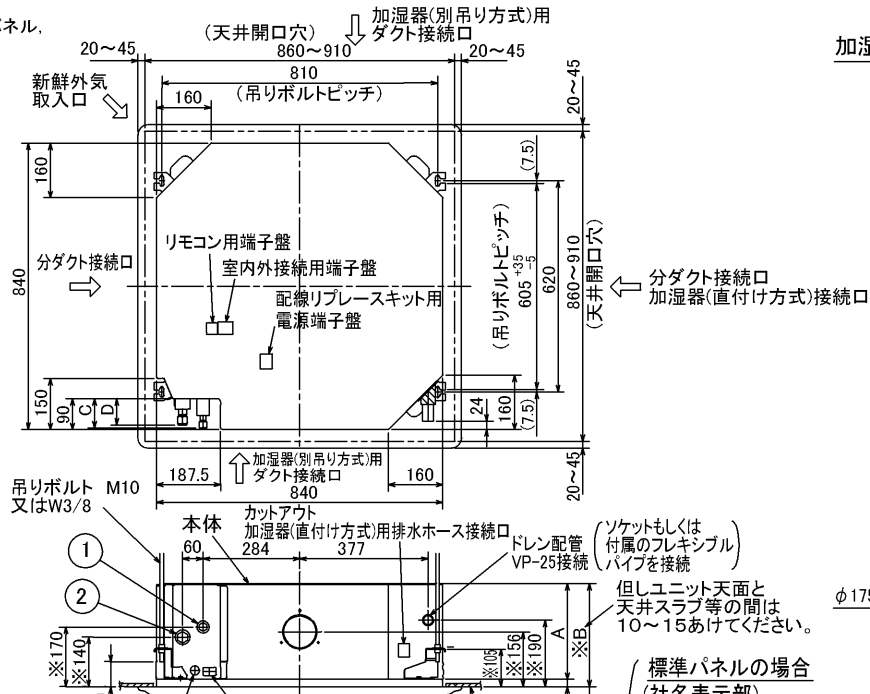 ネル,
(天井開口穴)
加湿器(別吊り方式)用
ダクト接続口
20~45
860~910
20~45
810
(吊りボルトピッチ)
160
新鮮外気
取入口
加湿
20~45
160
(7.5)
リモコン用端子盤
室内外接続用端子盤
配線リプレースキット用
電源端子盤
分ダクト接続口
840
(吊りボルトピッチ)
605 +35 -5
620
860~910
(天井開口穴)
分ダクト接続口
加湿器(直付け方式)接続口
150
90
C
D
24
160
(7.5)
20~45
187.5
加湿器(別吊り方式)用
ダクト接続口
160
840
吊りボルト M10
又はW3/8
本体
カットアウト
加湿器(直付け方式)用排水ホース接続口
ドレン配管
VP-25接続
ソケットもしくは
付属のフレキシブル
パイプを接続
60
284
377
1
2
但しユニット天面と
天井スラブ等の間は
10~15あけてください。
φ175
※170
※140
※105
※156
※190
A
※B
標準パネルの場合
(社名表示部)